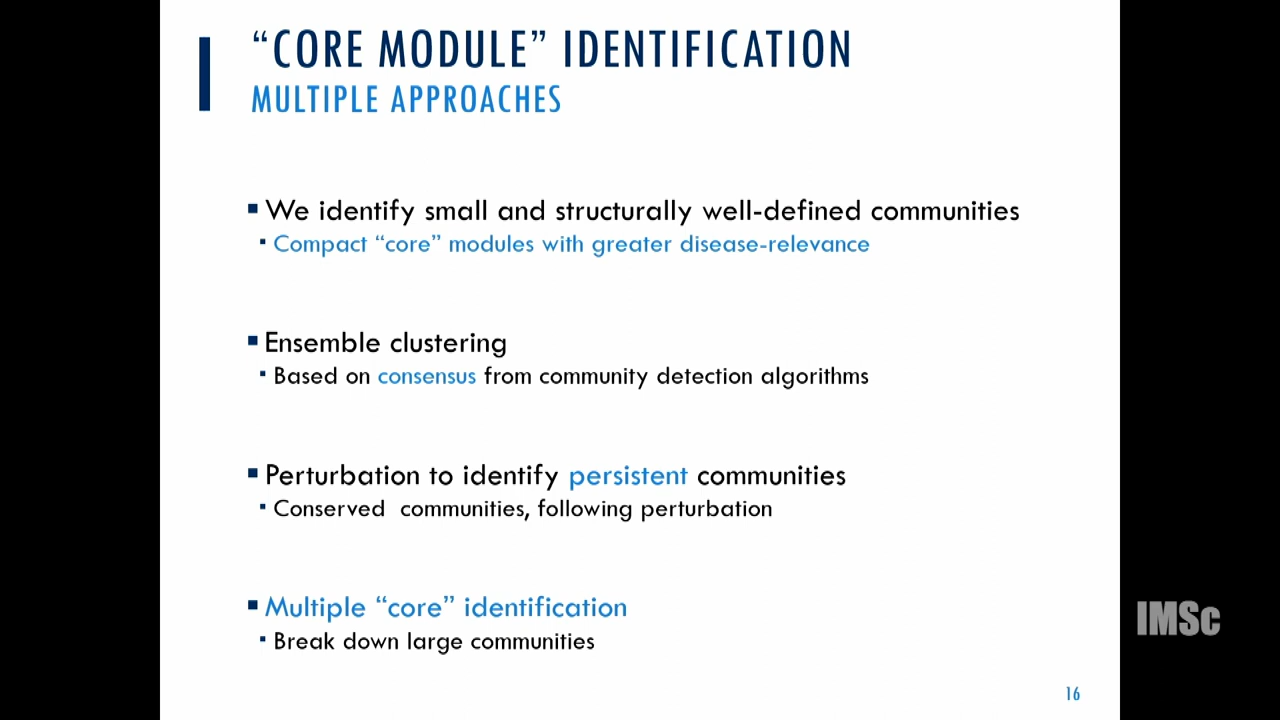 “CORE MODULE” IDENTIFICATION
MULTIPLE APPROACHES
▪ We identify small and structurally well-defined communities
▪ Compact “core” modules with greater disease-relevance
▪ Ensemble clustering
▪ Based on consensus from community detection algorithms
▪ Perturbation to identify persistent communities
▪ Conserved communities, following perturbation
▪ Multiple “core” identification
▪ Break down large communities
IMSc
16